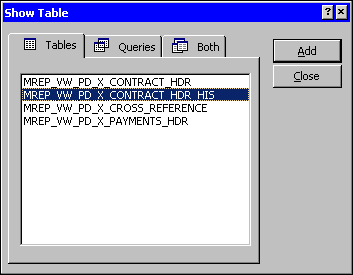 Show Table
Tables Queries Both
Add
Close
MREP_VW_PD_X_CONTRACT_HDR
MREP_VW_PD_X_CONTRACT_HDR_HIS
MREP_VW_PD_X_CROSS_REFERENCE
MREP_VW_PD_X_PAYMENTS_HDR